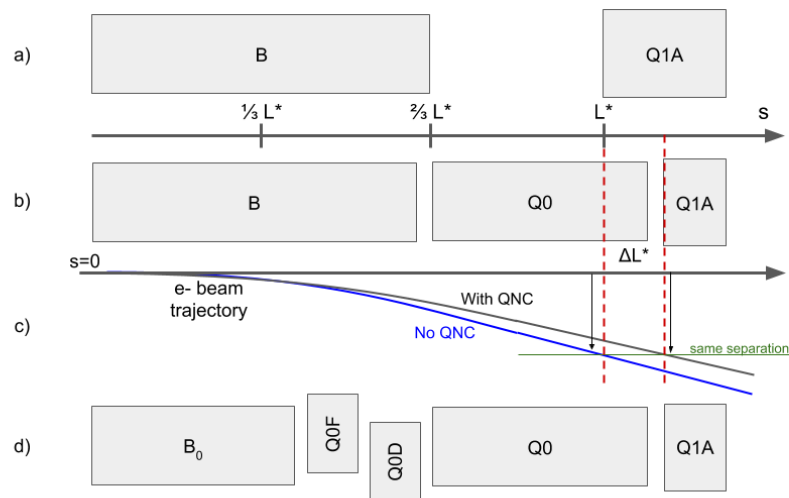 a)
B
Q1A
⅓ L*
⅔ L*
L*
s
b)
B
Q0
Q1A
s=0
ΔL*
e- beam
trajectory
With QNC
No QNC
c)
same separation
d)
B₀
Q0F
Q0D
Q0
Q1A